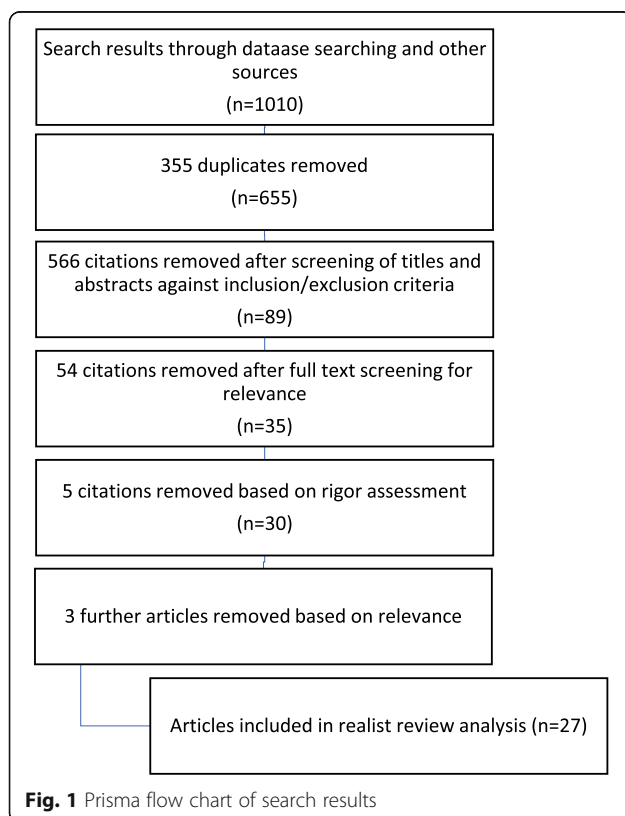 Search results through dataase searching and other
sources
(n=1010)
355 duplicates removed
(n=655)
566 citations removed after screening of titles and
abstracts against inclusion/exclusion criteria
(n=89)
54 citations removed after full text screening for
relevance
(n=35)
5 citations removed based on rigor assessment
(n=30)
3 further articles removed based on relevance
Articles included in realist review analysis (n=27)
Fig. 1 Prisma flow chart of search results